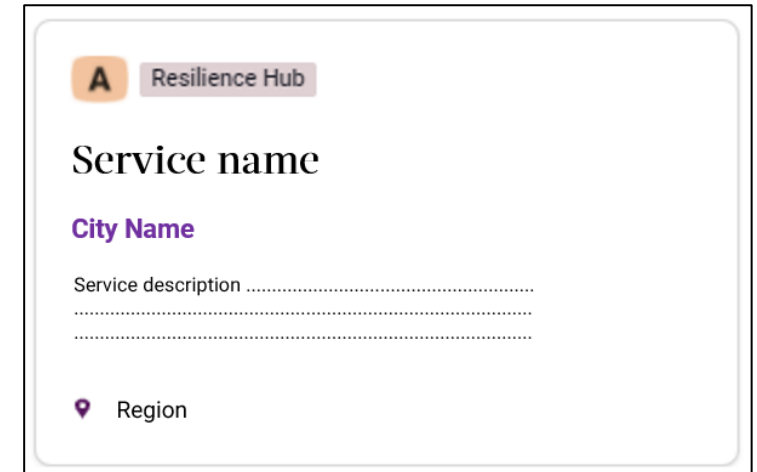 A Resilience Hub
Service name
City Name
Service description ........................................................
.........................................................................................
.........................................................................................
Region